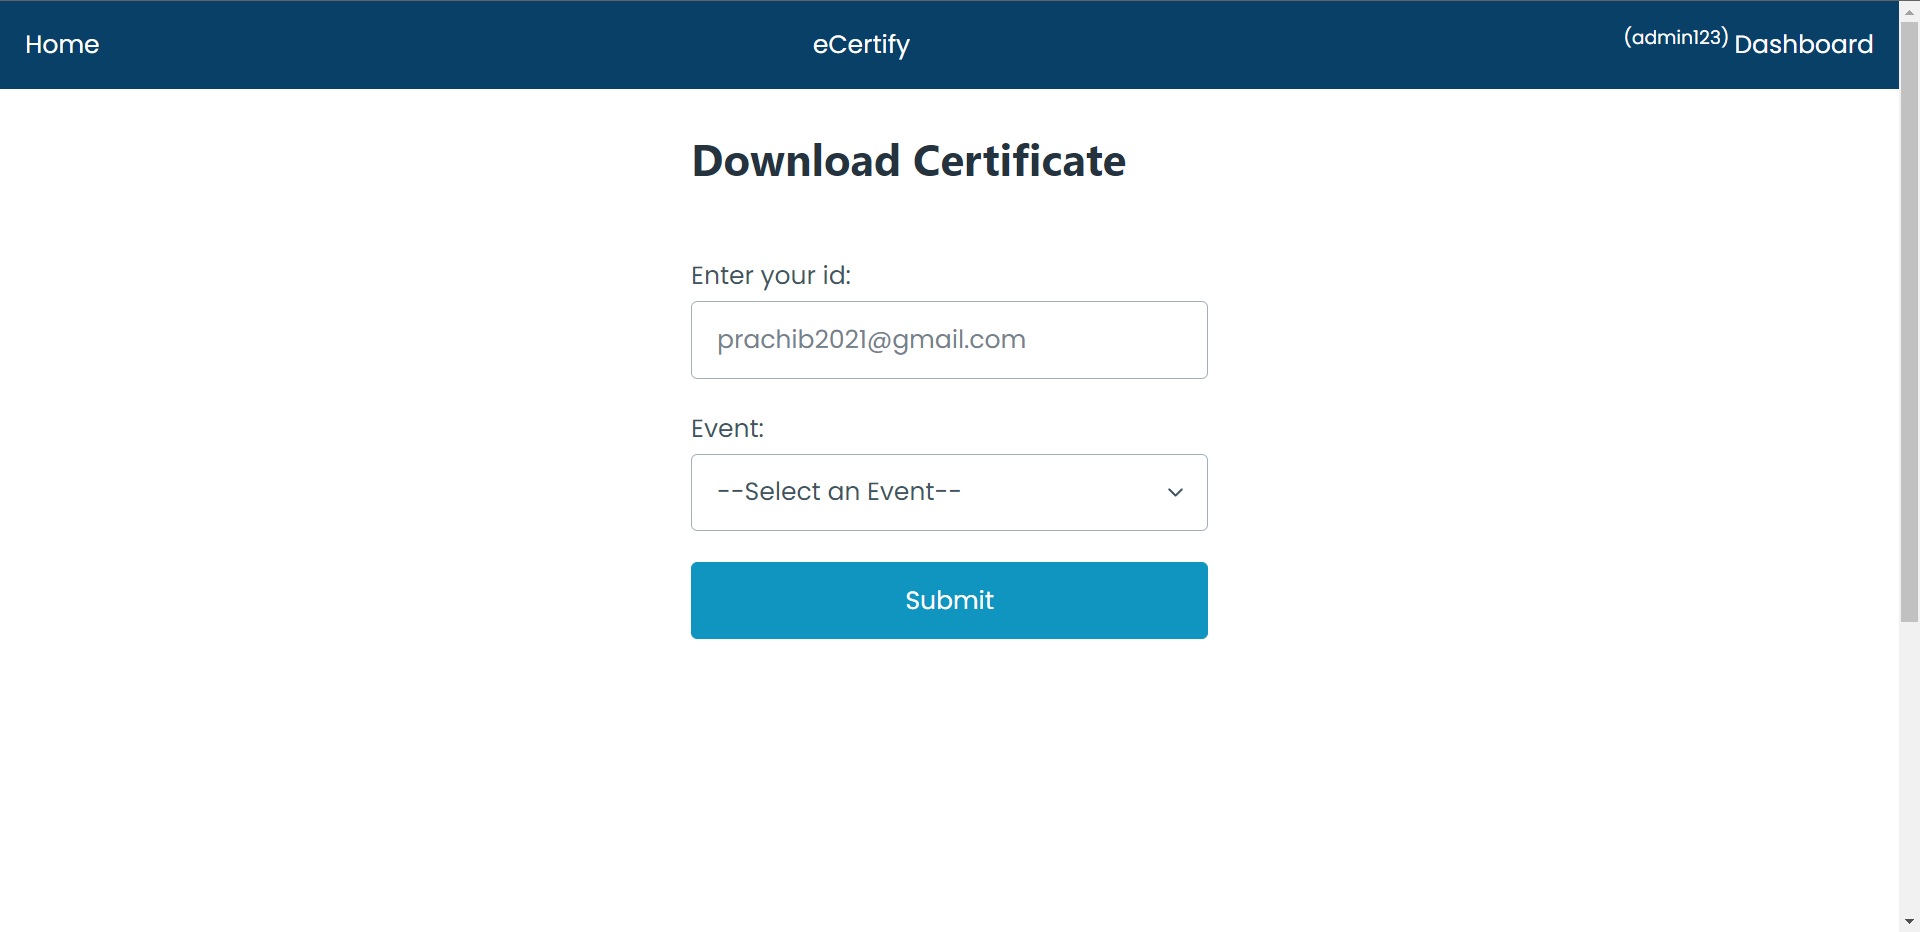 Home
eCertify
(admin123) Dashboard
Download Certificate
Enter your id:
prachib2021@gmail.com
Event:
--Select an Event--
Submit